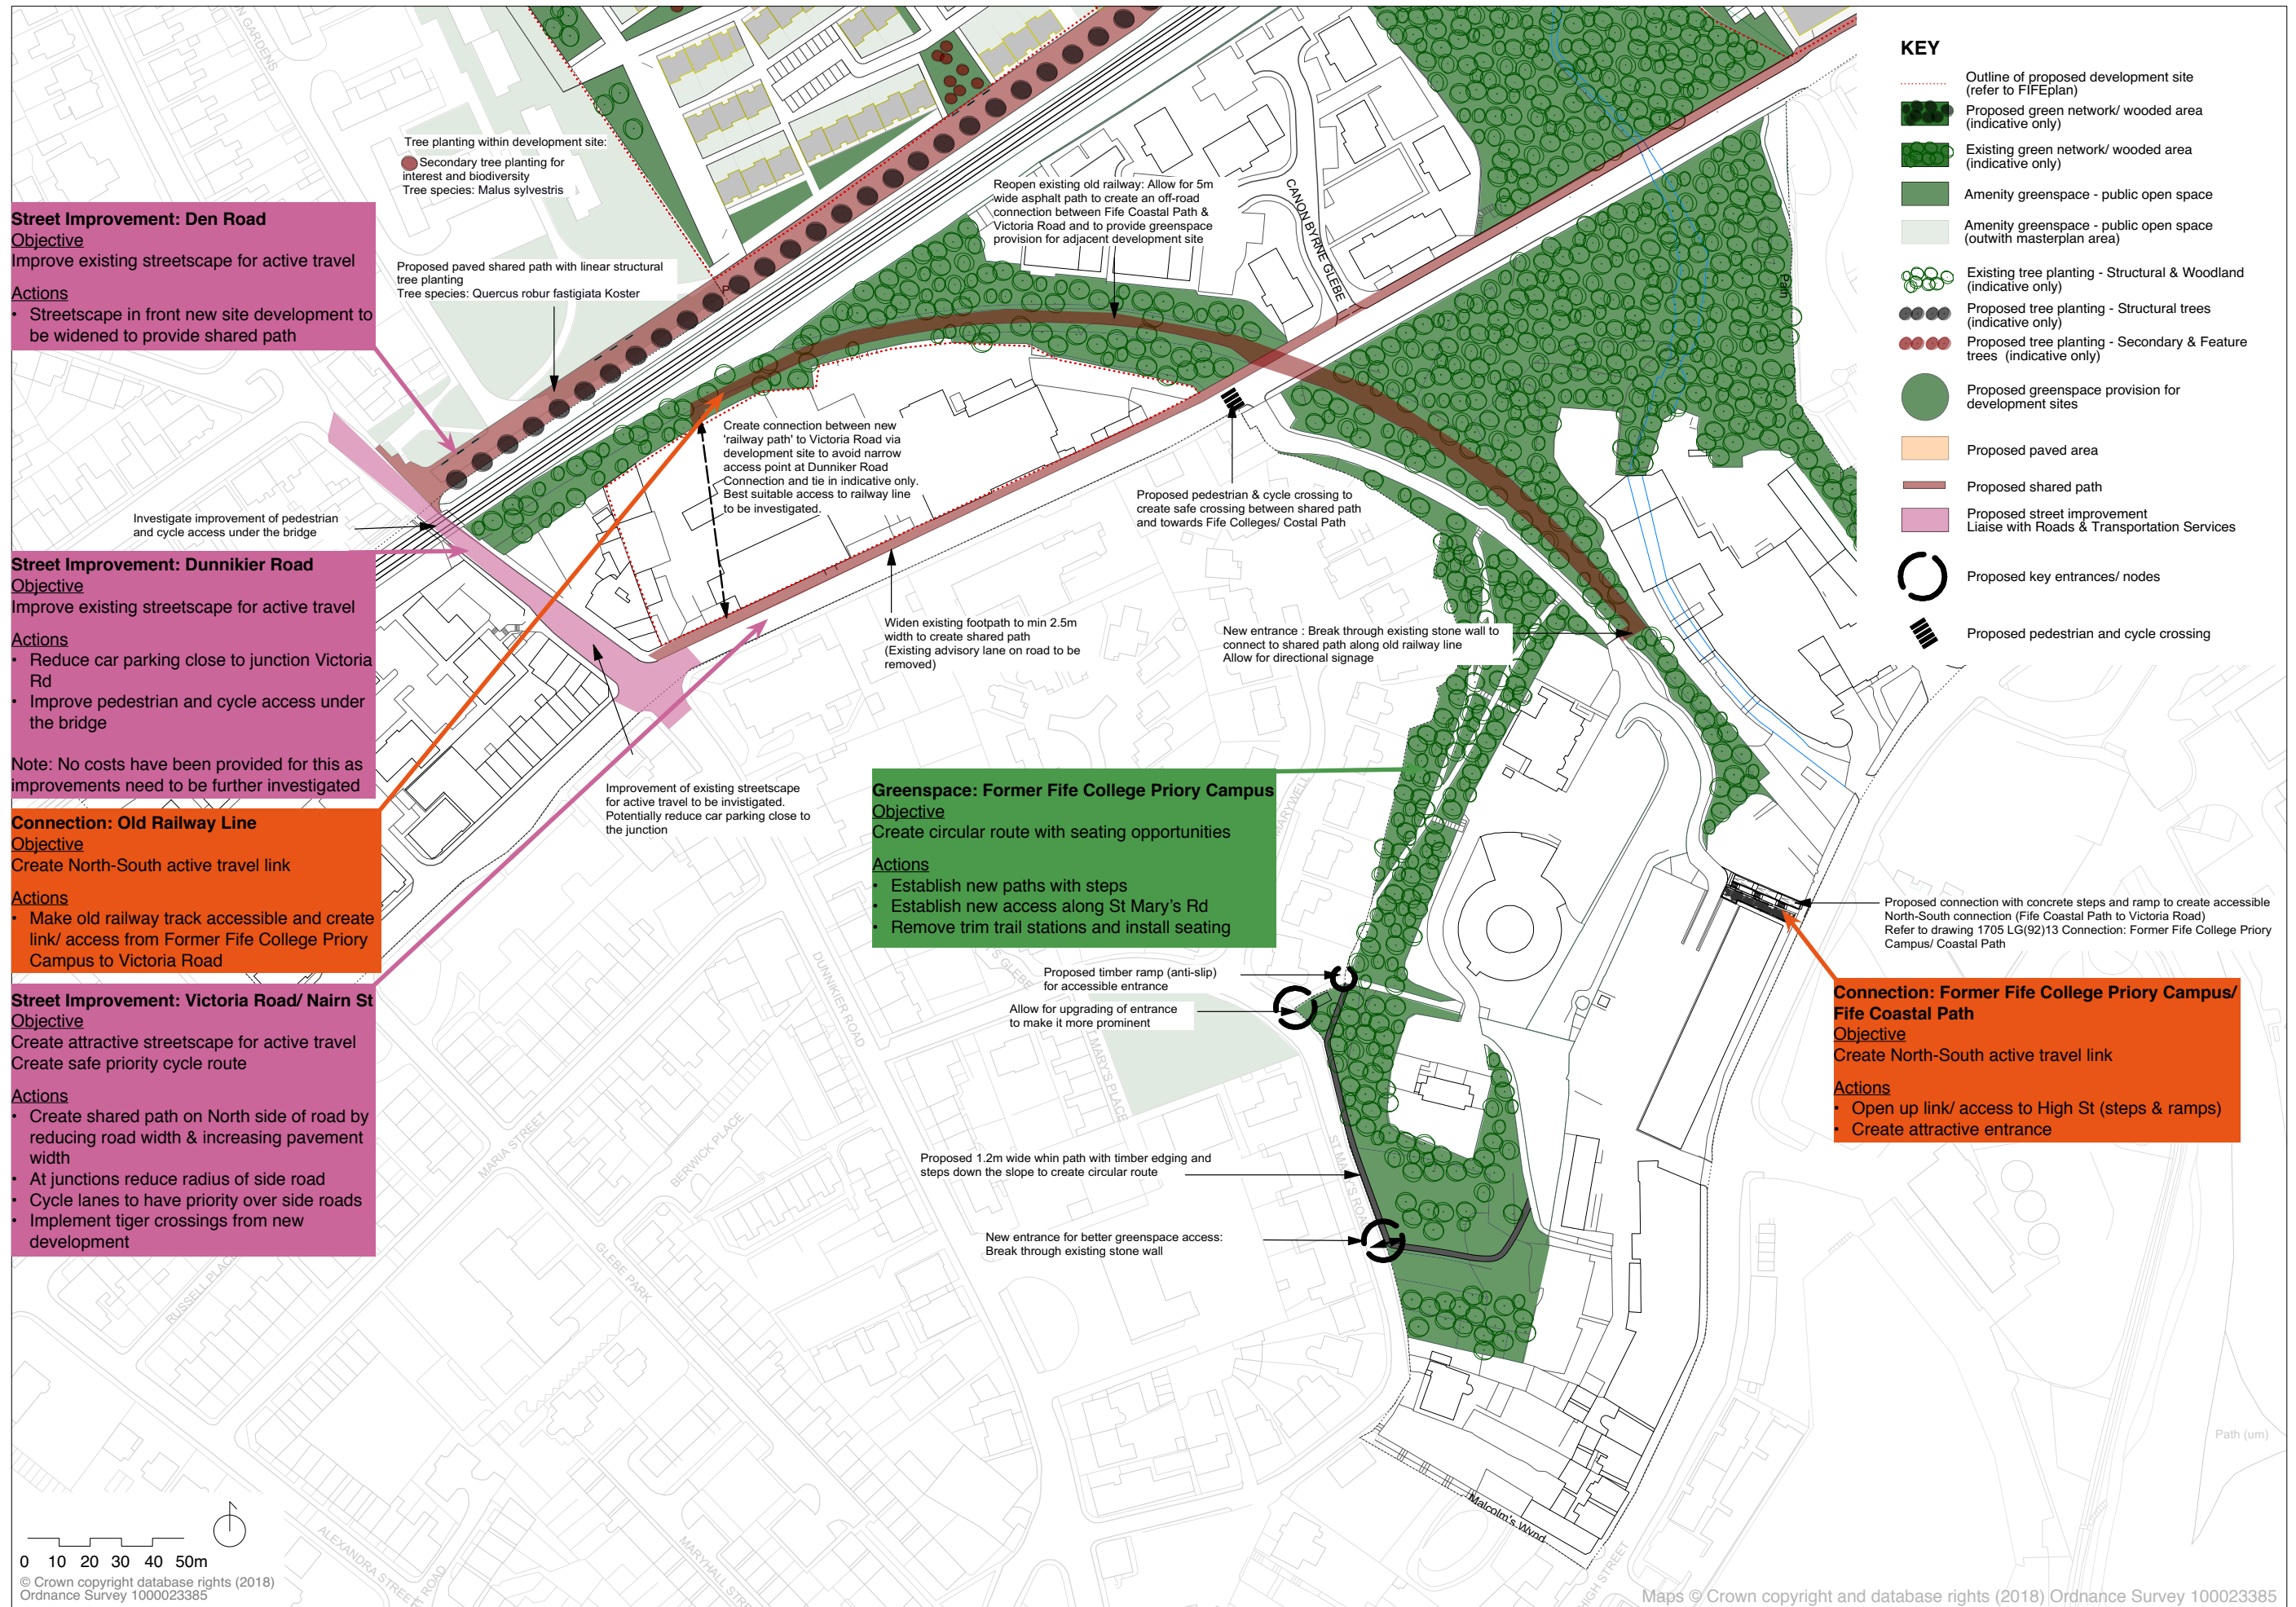 KEY
Outline of proposed development site
(refer to FIFEplan)
Proposed green network/ wooded area
(indicative only)
Existing green network/ wooded area
(indicative only)
Amenity greenspace - public open space
Amenity greenspace - public open space
(outwith masterplan area)
Existing tree planting - Structural & Woodland
(indicative only)
Proposed tree planting - Structural trees
(indicative only)
Proposed tree planting - Secondary & Feature
trees (indicative only)
Proposed greenspace provision for
development sites
Proposed paved area
Proposed shared path
Proposed street improvement
Liaise with Roads & Transportation Services
Proposed key entrances/ nodes
Proposed pedestrian and cycle crossing
Tree planting within development site:
Secondary tree planting for
interest and biodiversity
Tree species: Malus sylvestris
Proposed paved shared path with linear structural
tree planting
Tree species: Quercus robur fastigiata Koster
Reopen existing old railway: Allow for 5m
wide asphalt path to create an off-road
connection between Fife Coastal Path &
Victoria Road and to provide greenspace
provision for adjacent development site
CANON BYRNE GLEBE
Path
Street Improvement: Den Road
Objective
Improve existing streetscape for active travel
Actions
• Streetscape in front new site development to
be widened to provide shared path
Investigate improvement of pedestrian
and cycle access under the bridge
Create connection between new
'railway path' to Victoria Road via
development site to avoid narrow
access point at Dunniker Road
Connection and tie in indicative only.
Best suitable access to railway line
to be investigated.
Proposed pedestrian & cycle crossing to
create safe crossing between shared path
and towards Fife Colleges/ Costal Path
Street Improvement: Dunnikier Road
Objective
Improve existing streetscape for active travel
Actions
• Reduce car parking close to junction Victoria
Rd
• Improve pedestrian and cycle access under
the bridge
Note: No costs have been provided for this as
improvements need to be further investigated
Widen existing footpath to min 2.5m
width to create shared path
(Existing advisory lane on road to be
removed)
New entrance : Break through existing stone wall to
connect to shared path along old railway line
Allow for directional signage
Improvement of existing streetscape
for active travel to be invistigated.
Potentially reduce car parking close to
the junction
Connection: Old Railway Line
Objective
Create North-South active travel link
Actions
• Make old railway track accessible and create
link/ access from Former Fife College Priory
Campus to Victoria Road
Greenspace: Former Fife College Priory Campus
Objective
Create circular route with seating opportunities
Actions
• Establish new paths with steps
• Establish new access along St Mary's Rd
• Remove trim trail stations and install seating
Proposed connection with concrete steps and ramp to create accessible
North-South connection (Fife Coastal Path to Victoria Road)
Refer to drawing 1705 LG(92)13 Connection: Former Fife College Priory
Campus/ Coastal Path
Connection: Former Fife College Priory Campus/
Fife Coastal Path
Objective
Create North-South active travel link
Actions
• Open up link/ access to High St (steps & ramps)
• Create attractive entrance
Street Improvement: Victoria Road/ Nairn St
Objective
Create attractive streetscape for active travel
Create safe priority cycle route
Actions
• Create shared path on North side of road by
reducing road width & increasing pavement
width
• At junctions reduce radius of side road
• Cycle lanes to have priority over side roads
• Implement tiger crossings from new
development
Proposed timber ramp (anti-slip)
for accessible entrance
Allow for upgrading of entrance
to make it more prominent
Proposed 1.2m wide whin path with timber edging and
steps down the slope to create circular route
New entrance for better greenspace access:
Break through existing stone wall
DUNNIKIER ROAD
MARYWELL
MARY'S PLACE
MARIA STREET
BERWICK PLACE
GLEBE PARK
RUSSELL PLACE
Malcolm's Wynd
HIGH STREET
Path (um)
0 10 20 30 40 50m
© Crown copyright database rights (2018)
Ordnance Survey 1000023385
Maps © Crown copyright and database rights (2018) Ordnance Survey 100023385